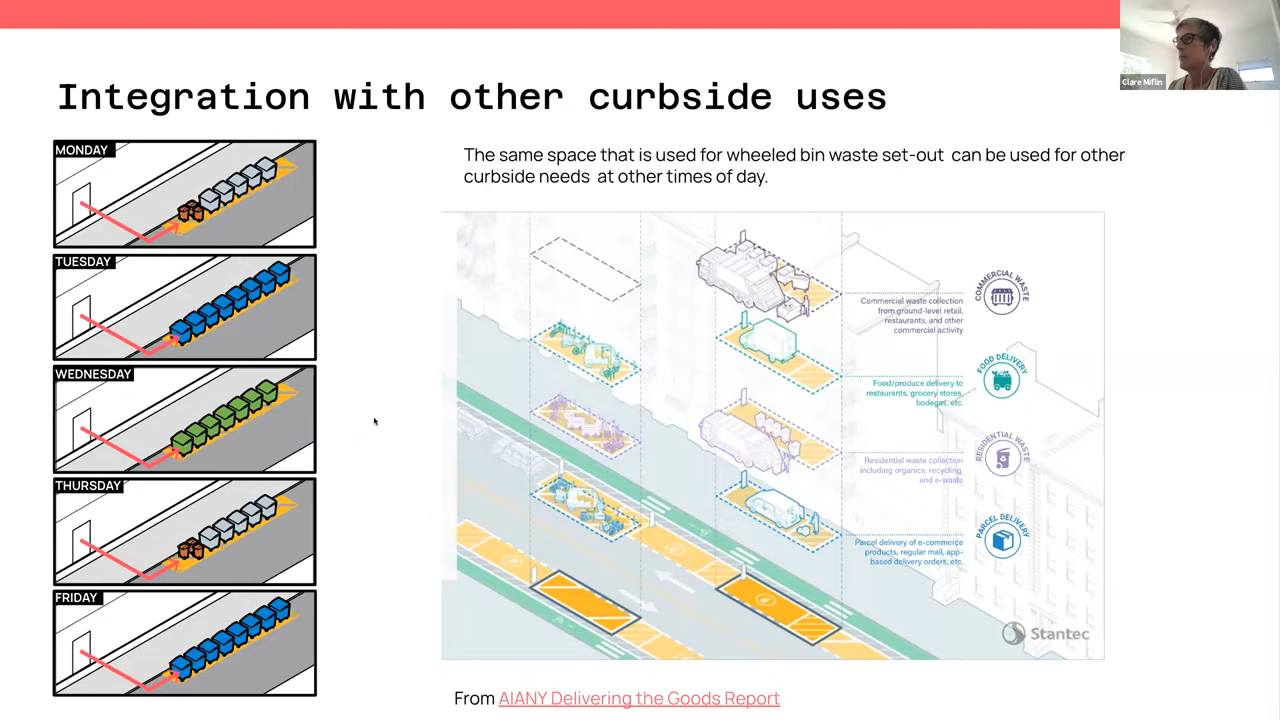 Clare Miflin
Integration with other curbside uses
MONDAY
TUESDAY
WEDNESDAY
THURSDAY
FRIDAY
The same space that is used for wheeled bin waste set-out can be used for other
curbside needs at other times of day.
COMMERCIAL WASTE
Commercial waste collection
from ground-level retail,
restaurants, and other
commercial activity
FOOD DELIVERY
Food/produce delivery to
restaurants, grocery stores,
bodegas, etc.
RESIDENTIAL WASTE
Residential waste collection
including organics, recycling,
and e-waste
PARCEL DELIVERY
Parcel delivery of e-commerce
products, regular mail, app-
based delivery orders, etc.
Stantec
From AIANY Delivering the Goods Report